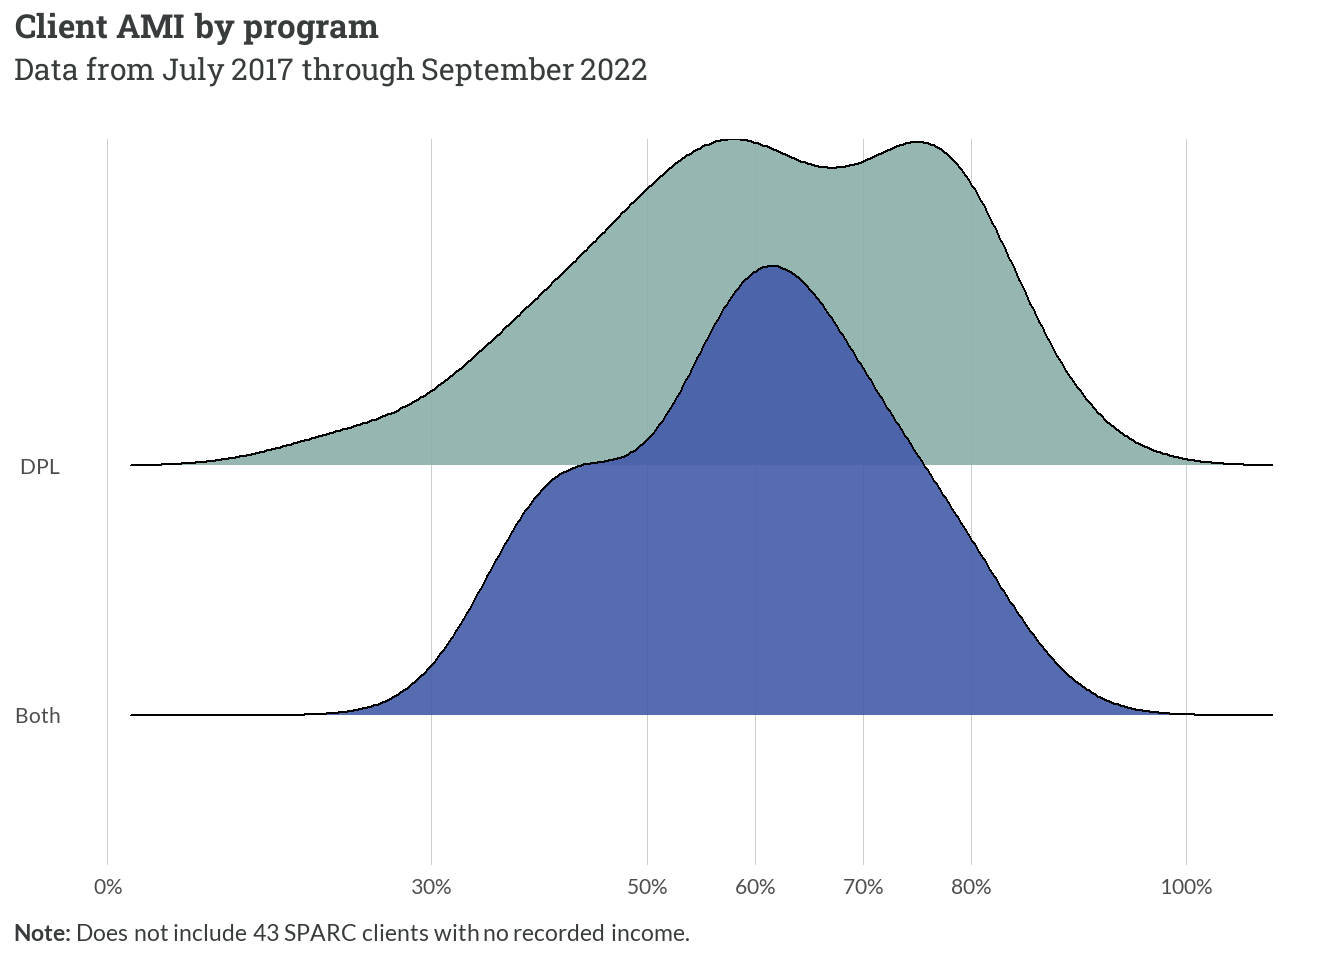 Client AMI by program
Data from July 2017 through September 2022
DPL
Both
0% 30% 50% 60% 70% 80% 100%
Note: Does not include 43 SPARC clients with no recorded income.